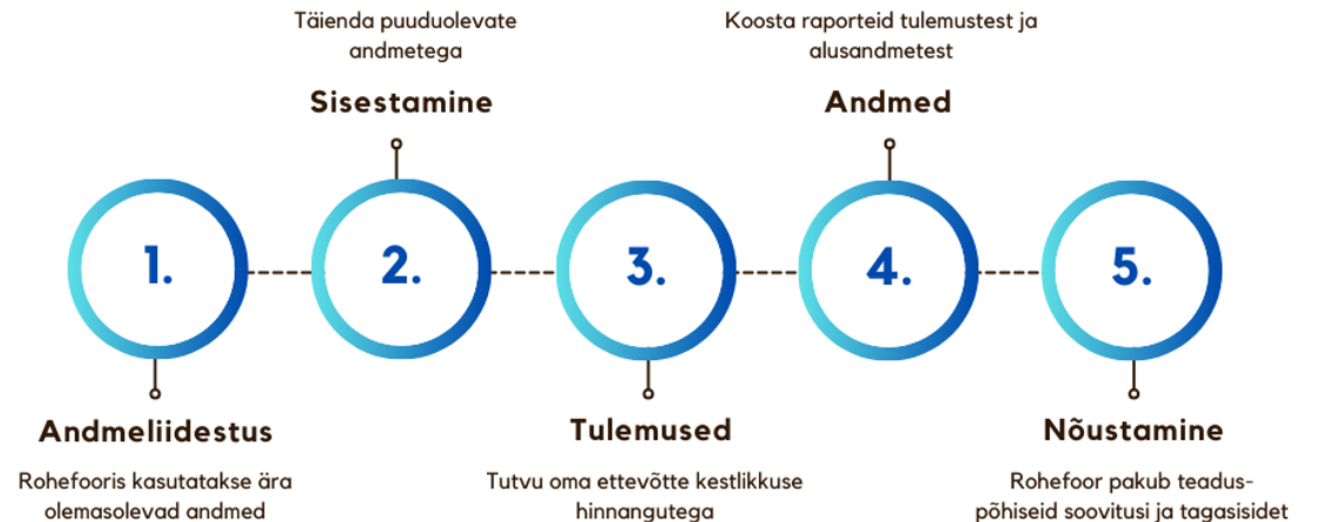 Täienda puuduolevate
andmetega
Sisestamine
Koosta raporteid tulemustest ja
alusandmetest
Andmed
1.
2.
3.
4.
5.
Andmeliidestus
Rohefooris kasutatakse ära
olemasolevad andmed
Tulemused
Tutvu oma ettevõtte kestlikkuse
hinnangutega
Nõustamine
Rohefoor pakub teadus-
põhiseid soovitusi ja tagasisidet